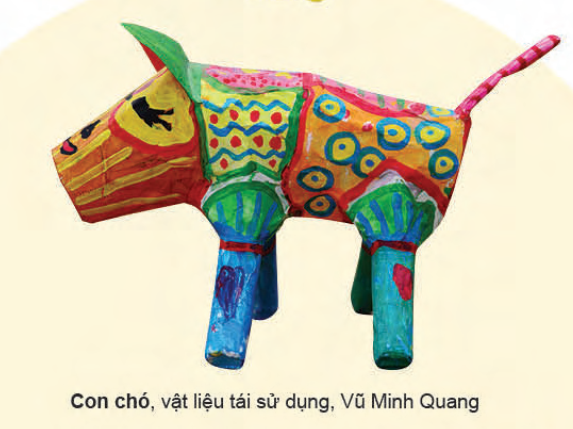 Con chó, vật liệu tái sử dụng, Vũ Minh Quang